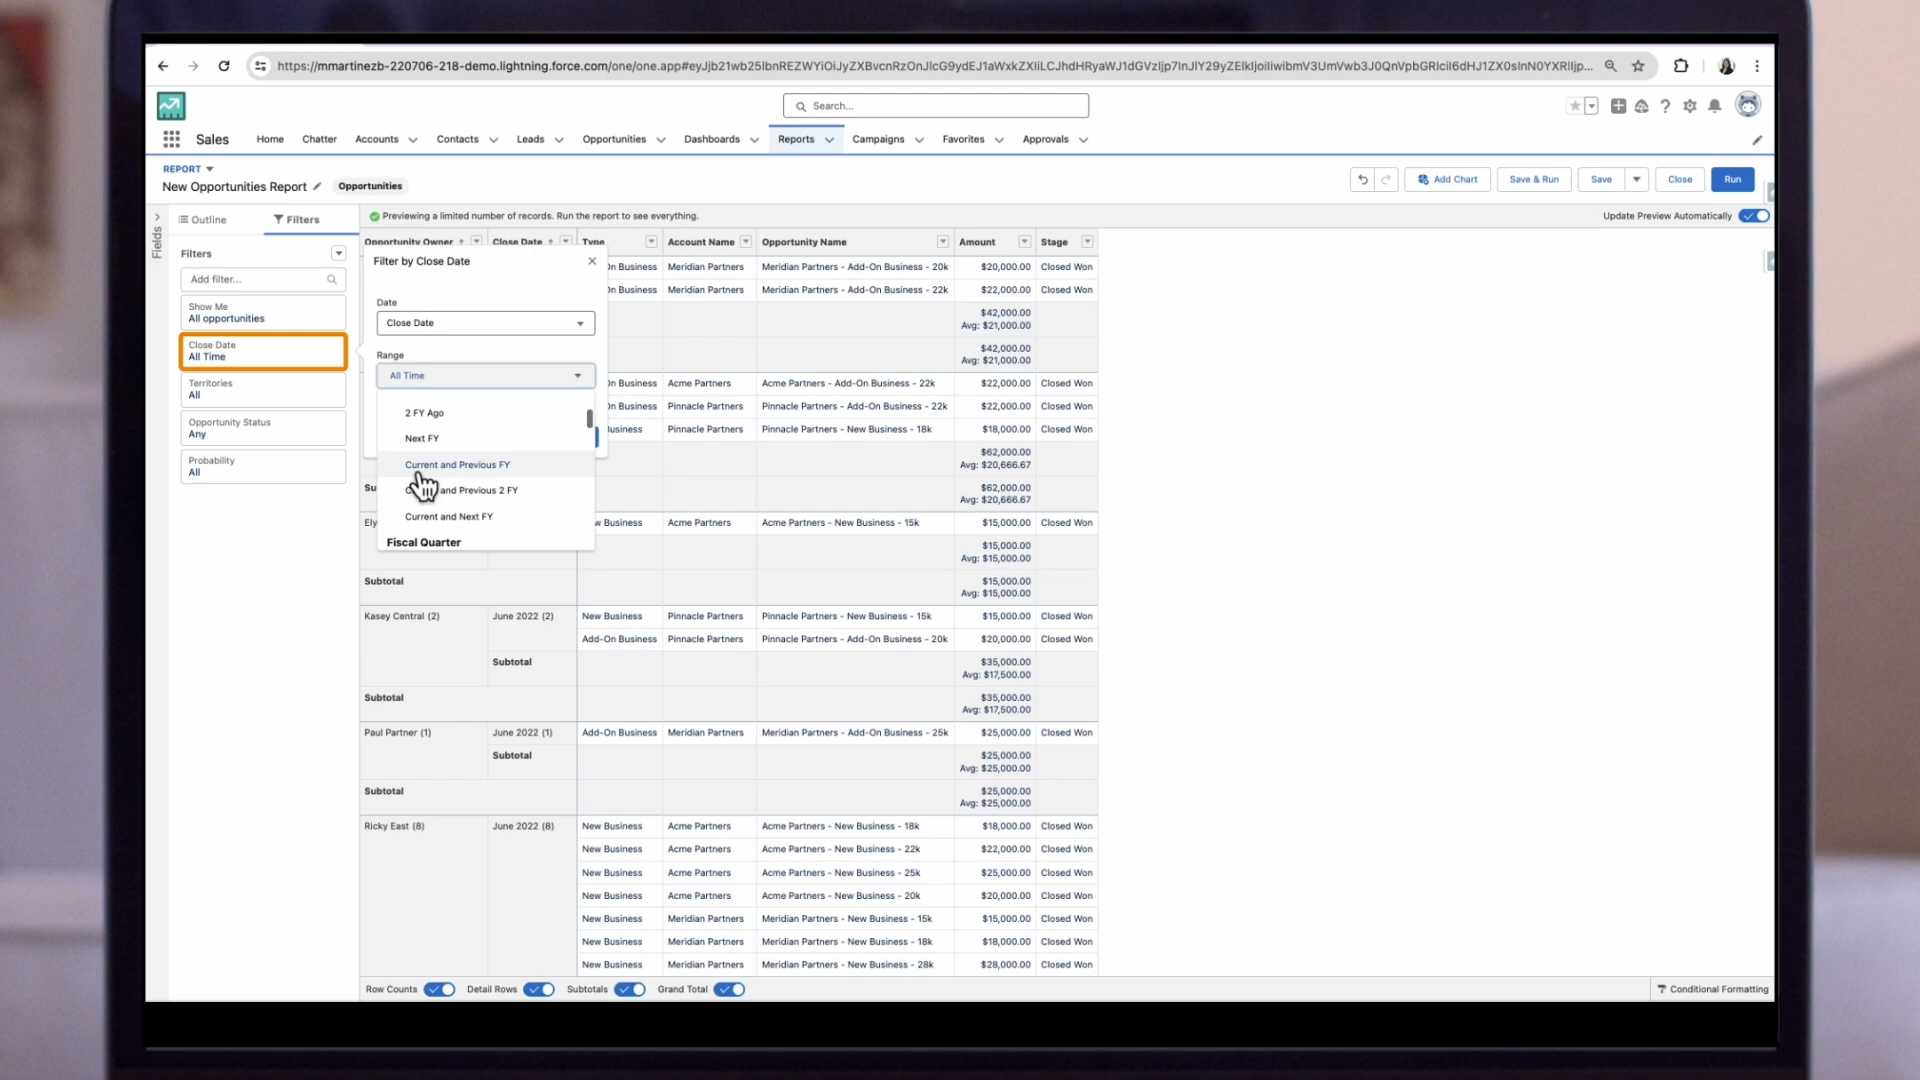 https://mmartinezb-220706-218-demo.lightning.force.com/one/one.app#
Search...
Sales Home Chatter Accounts Contacts Leads Opportunities Dashboards Reports Campaigns Favorites Approvals
REPORT
New Opportunities Report Opportunities
Add Chart Save & Run Save Close Run
Fields
Outline Filters
Previewing a limited number of records. Run the report to see everything.
Update Preview Automatically
Filters
Add filter...
Show Me
All opportunities
Close Date
All Time
Territories
All
Opportunity Status
Any
Probability
All
Opportunity Owner Close Date Type Account Name Opportunity Name Amount Stage
Filter by Close Date
Date
Close Date
Range
All Time
2 FY Ago
Next FY
Current and Previous FY
and Previous 2 FY
Current and Next FY
Fiscal Quarter
On Business Meridian Partners Meridian Partners - Add-On Business - 20k $20,000.00 Closed Won
On Business Meridian Partners Meridian Partners - Add-On Business - 22k $22,000.00 Closed Won
$42,000.00
Avg: $21,000.00
$42,000.00
Avg: $21,000.00
On Business Acme Partners Acme Partners - Add-On Business - 22k $22,000.00 Closed Won
On Business Pinnacle Partners Pinnacle Partners - Add-On Business - 22k $22,000.00 Closed Won
Business Pinnacle Partners Pinnacle Partners - New Business - 18k $18,000.00 Closed Won
$62,000.00
Avg: $20,666.67
Su $62,000.00
Avg: $20,666.67
Ely w Business Acme Partners Acme Partners - New Business - 15k $15,000.00 Closed Won
$15,000.00
Avg: $15,000.00
Subtotal $15,000.00
Avg: $15,000.00
Kasey Central (2) June 2022 (2) New Business Pinnacle Partners Pinnacle Partners - New Business - 15k $15,000.00 Closed Won
Add-On Business Pinnacle Partners Pinnacle Partners - Add-On Business - 20k $20,000.00 Closed Won
Subtotal $35,000.00
Avg: $17,500.00
Subtotal $35,000.00
Avg: $17,500.00
Paul Partner (1) June 2022 (1) Add-On Business Meridian Partners Meridian Partners - Add-On Business - 25k $25,000.00 Closed Won
Subtotal $25,000.00
Avg: $25,000.00
Subtotal $25,000.00
Avg: $25,000.00
Ricky East (8) June 2022 (8) New Business Acme Partners Acme Partners - New Business - 18k $18,000.00 Closed Won
New Business Acme Partners Acme Partners - New Business - 22k $22,000.00 Closed Won
New Business Acme Partners Acme Partners - New Business - 25k $25,000.00 Closed Won
New Business Acme Partners Acme Partners - New Business - 20k $20,000.00 Closed Won
New Business Meridian Partners Meridian Partners - New Business - 15k $15,000.00 Closed Won
New Business Meridian Partners Meridian Partners - New Business - 18k $18,000.00 Closed Won
New Business Meridian Partners Meridian Partners - New Business - 28k $28,000.00 Closed Won
Row Counts Detail Rows Subtotals Grand Total Conditional Formatting